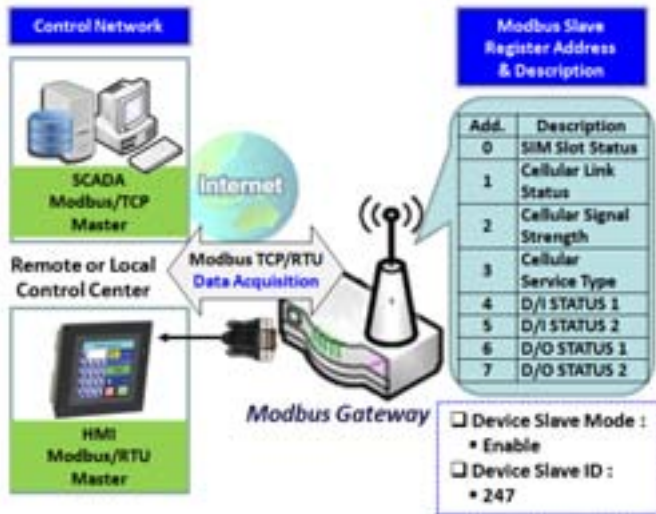 Control Network
SCADA
Modbus/TCP
Master
Internet
Remote or Local
Control Center
Modbus TCP/RTU
Data Acquisition
HMI
Modbus/RTU
Master
Modbus Gateway
Modbus Slave
Register Address
& Description
Add. Description
0 SIM Slot Status
1 Cellular Link
Status
2 Cellular Signal
Strength
3 Cellular
Service Type
4 D/I STATUS 1
5 D/I STATUS 2
6 D/O STATUS 1
7 D/O STATUS 2
❑ Device Slave Mode :
• Enable
❑ Device Slave ID :
• 247